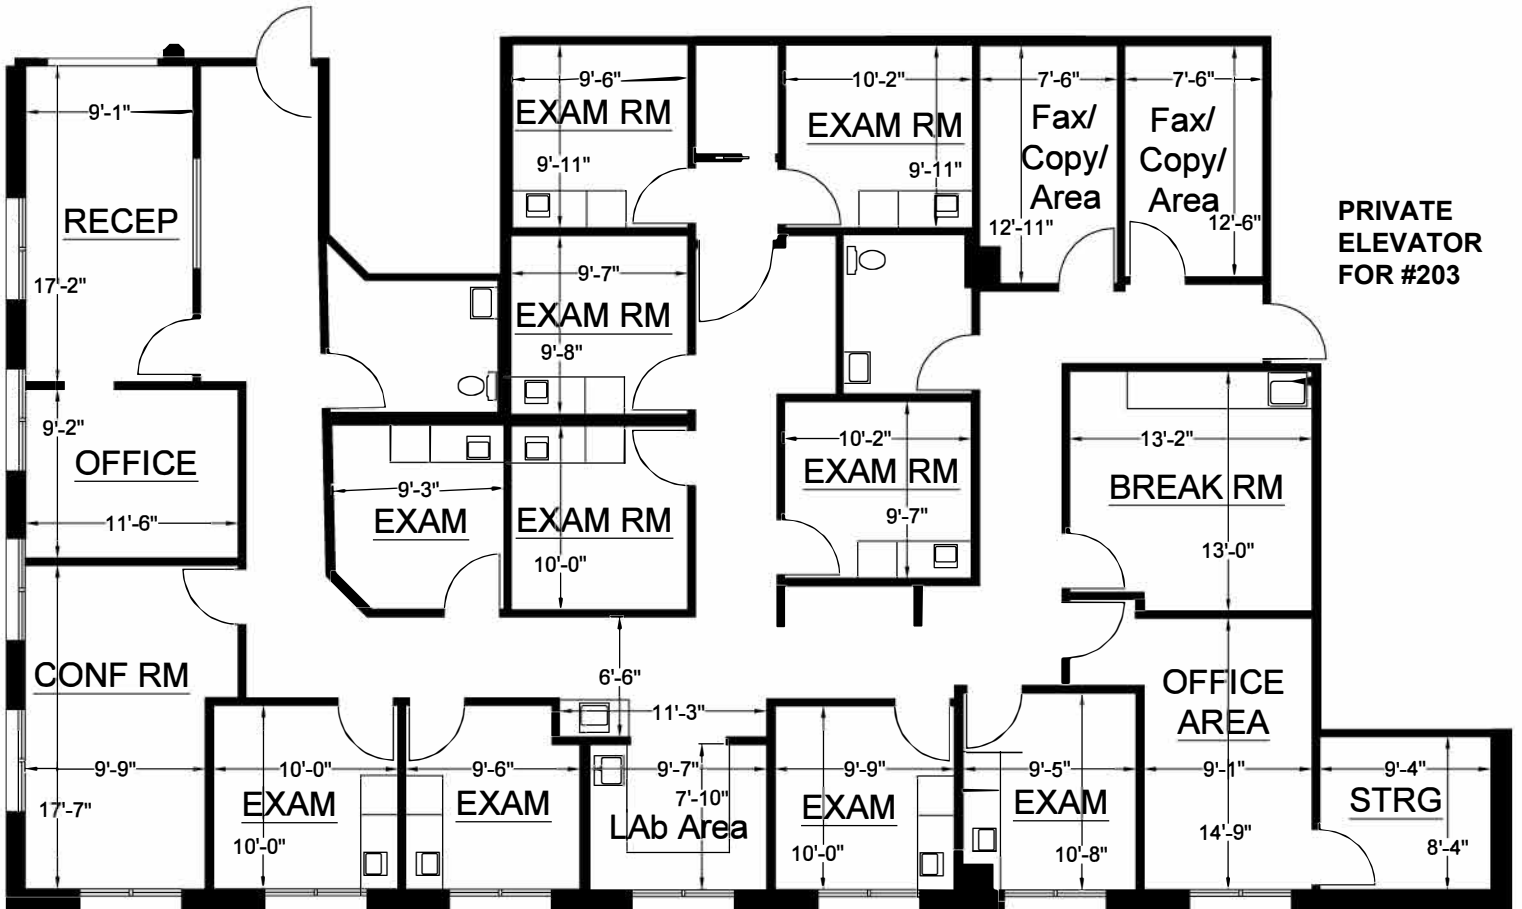 9'-1"
RECEP
17'-2"
9'-6"
EXAM RM
9'-11"
10'-2"
EXAM RM
9'-11"
7'-6"
Fax/
Copy/
Area
12'-11"
7'-6"
Fax/
Copy/
Area
12'-6"
PRIVATE
ELEVATOR
FOR #203
9'-7"
EXAM RM
9'-8"
9'-2"
OFFICE
11'-6"
9'-3"
EXAM
EXAM RM
10'-0"
10'-2"
EXAM RM
9'-7"
13'-2"
BREAK RM
13'-0"
CONF RM
9'-9"
17'-7"
6'-6"
11'-3"
OFFICE
AREA
9'-1"
14'-9"
10'-0"
EXAM
10'-0"
9'-6"
EXAM
9'-7"
7'-10"
LAb Area
9'-9"
EXAM
10'-0"
9'-5"
EXAM
10'-8"
9'-4"
STRG
8'-4"